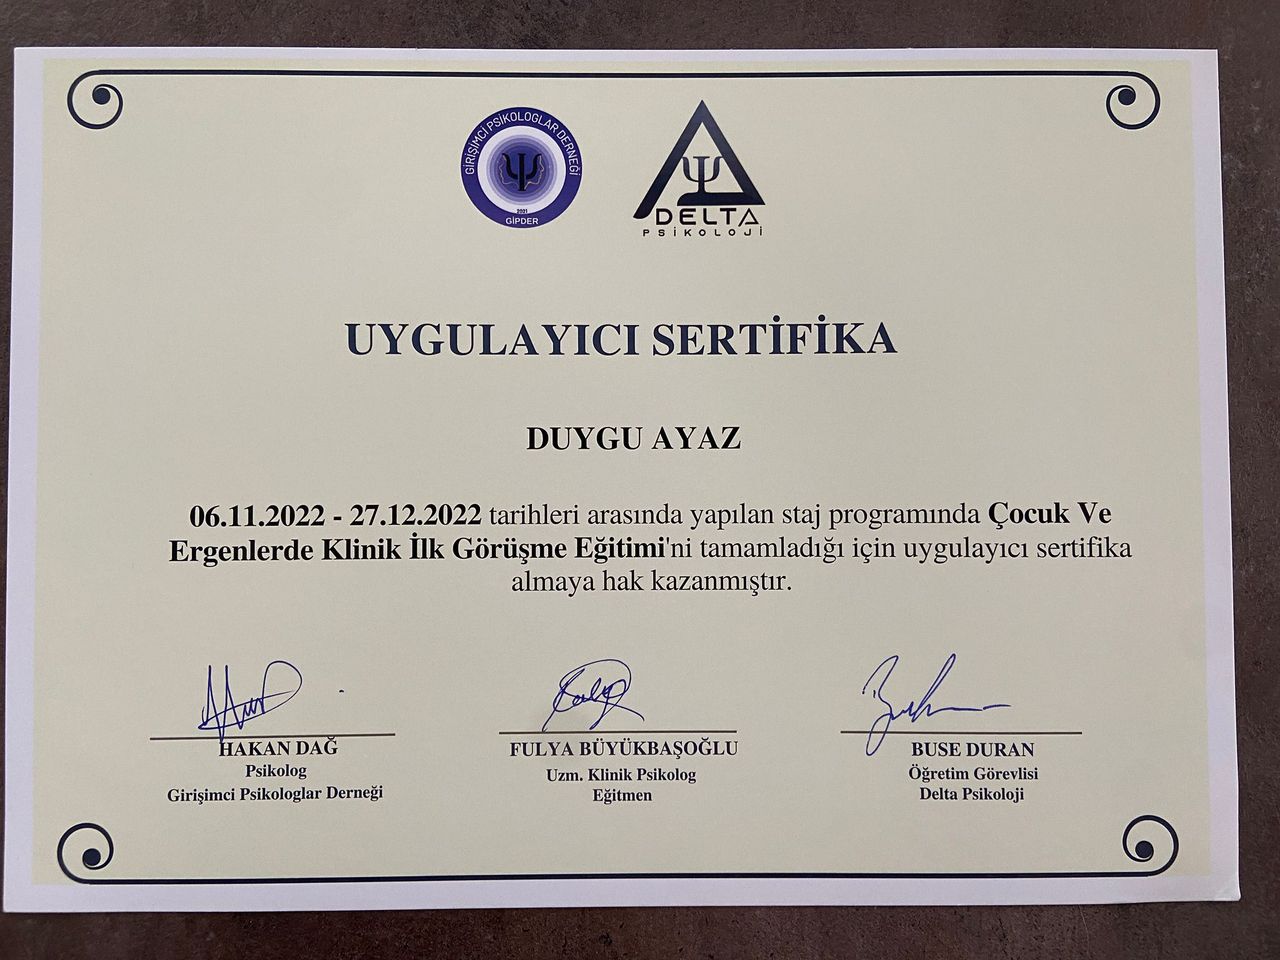 GİRİŞİMCİ PSİKOLOGLAR DERNEĞİ
2021
GİPDER
DELTA
PSİKOLOJİ
UYGULAYICI SERTİFİKA
DUYGU AYAZ
06.11.2022 - 27.12.2022 tarihleri arasında yapılan staj programında Çocuk Ve
Ergenlerde Klinik İlk Görüşme Eğitimi'ni tamamladığı için uygulayıcı sertifika
almaya hak kazanmıştır.
HAKAN DAĞ
Psikolog
Girişimci Psikologlar Derneği
FULYA BÜYÜKBAŞOĞLU
Uzm. Klinik Psikolog
Eğitmen
BUSE DURAN
Öğretim Görevlisi
Delta Psikoloji